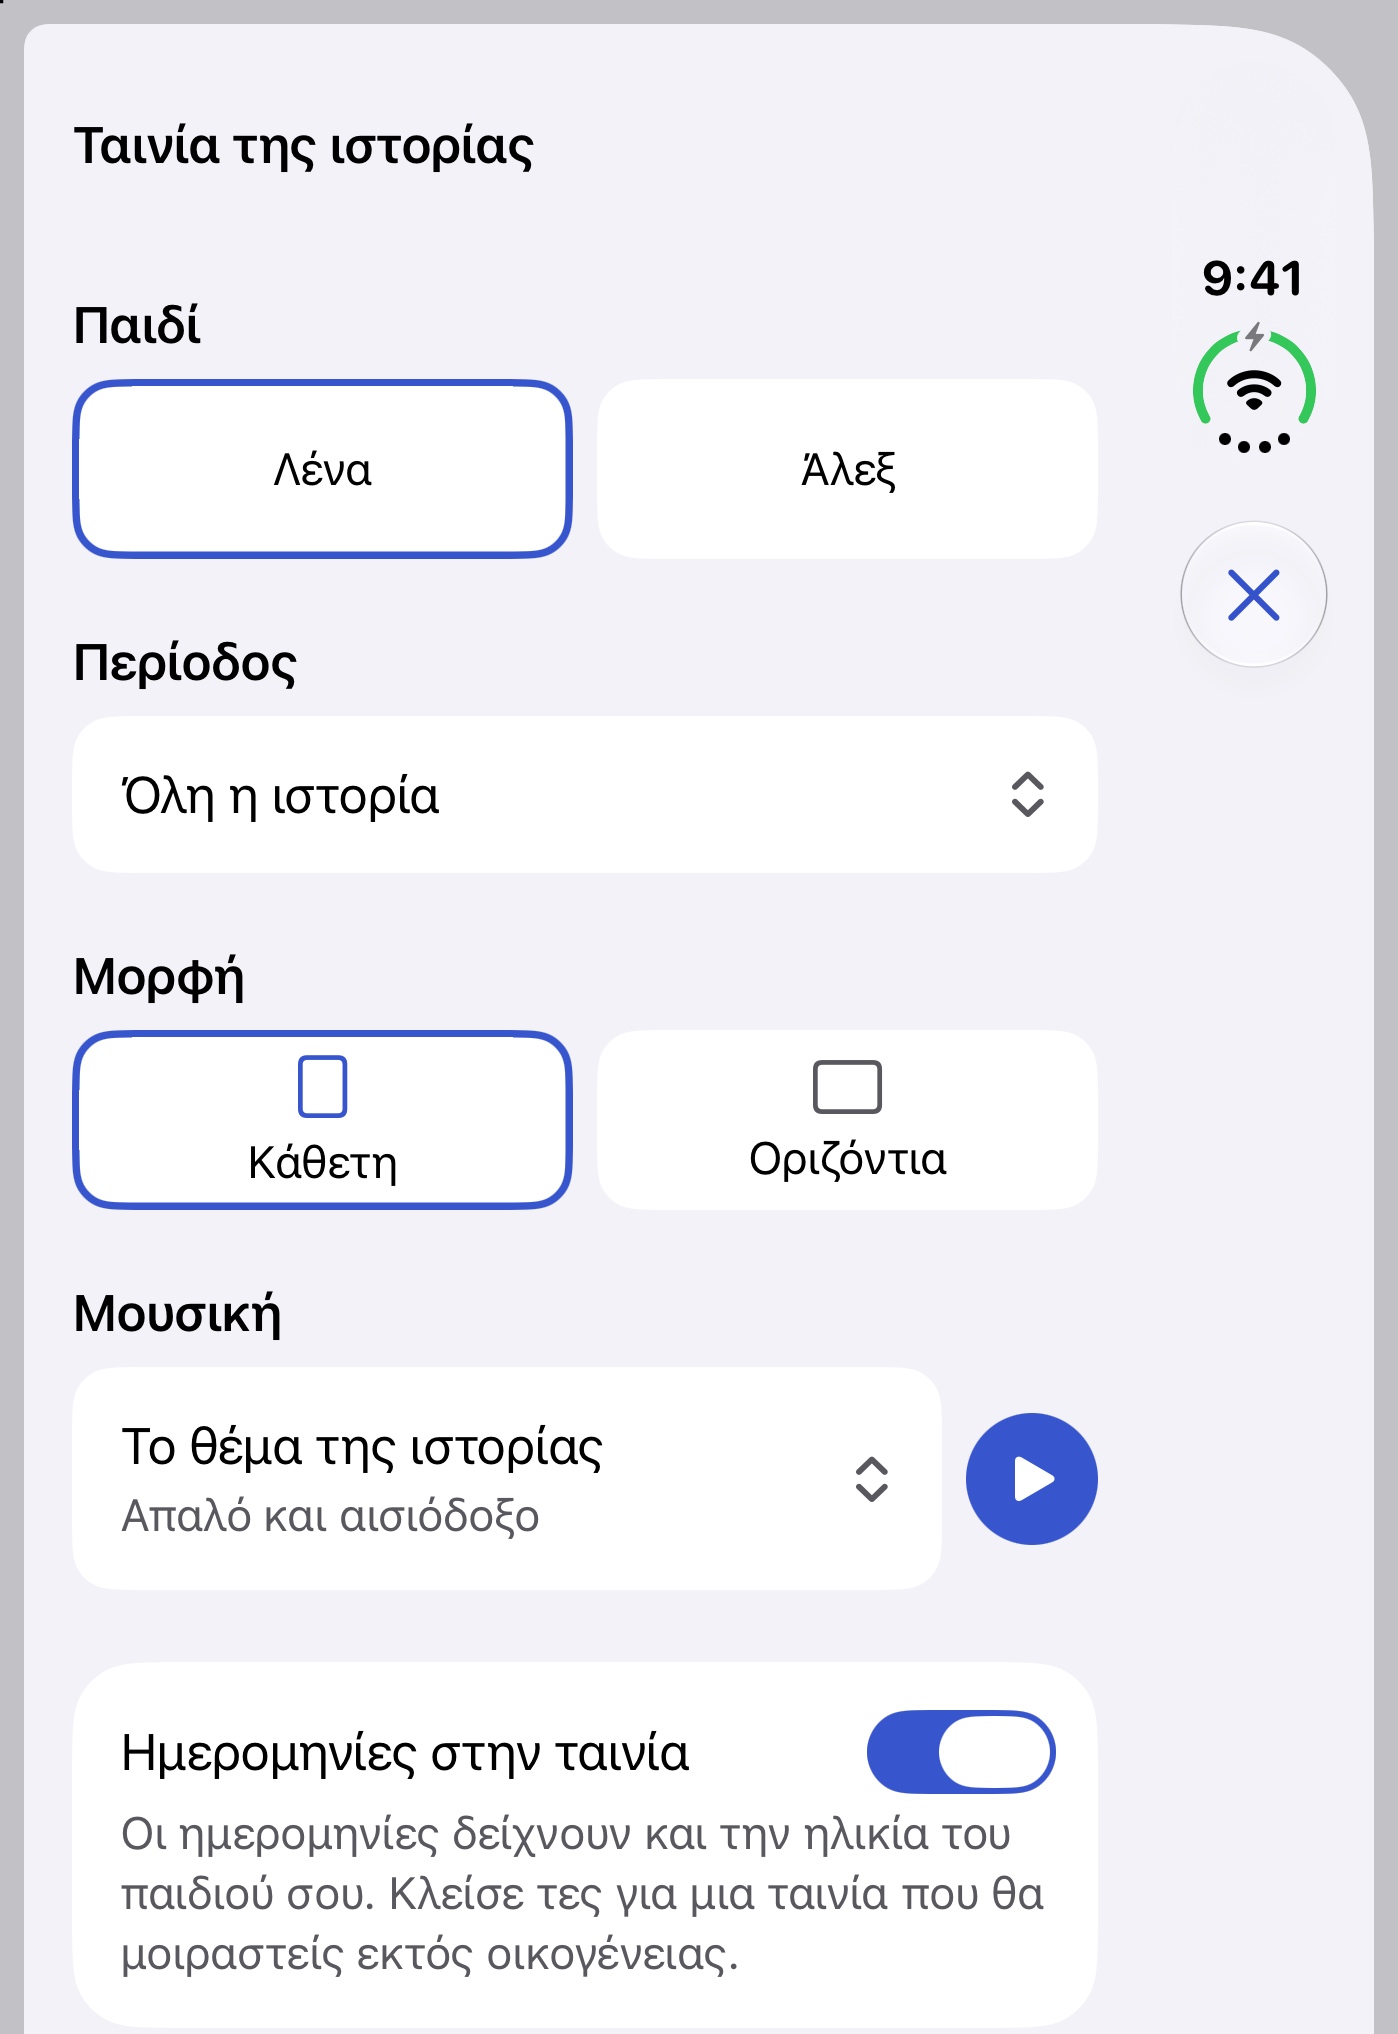 Ταινία της ιστορίας
9:41
Παιδί
Λένα
Άλεξ
Περίοδος
Όλη η ιστορία
Μορφή
Κάθετη
Οριζόντια
Μουσική
Το θέμα της ιστορίας
Απαλό και αισιόδοξο
Ημερομηνίες στην ταινία
Οι ημερομηνίες δείχνουν και την ηλικία του
παιδιού σου. Κλείσε τες για μια ταινία που θα
μοιραστείς εκτός οικογένειας.